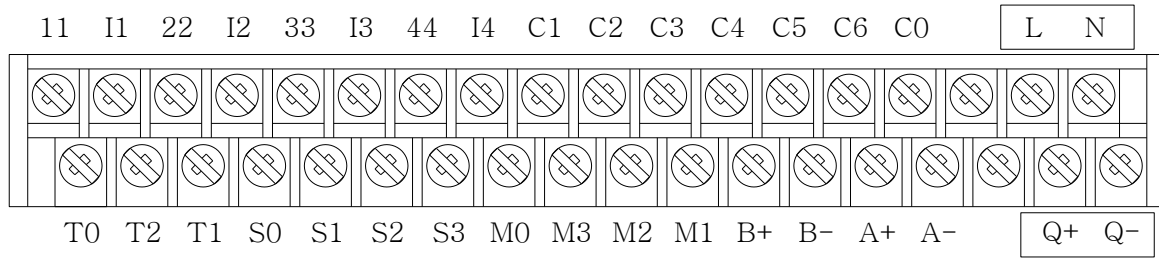 11 I1 22 I2 33 I3 44 I4 C1 C2 C3 C4 C5 C6 C0 L N
T0 T2 T1 S0 S1 S2 S3 M0 M3 M2 M1 B+ B- A+ A- Q+ Q-